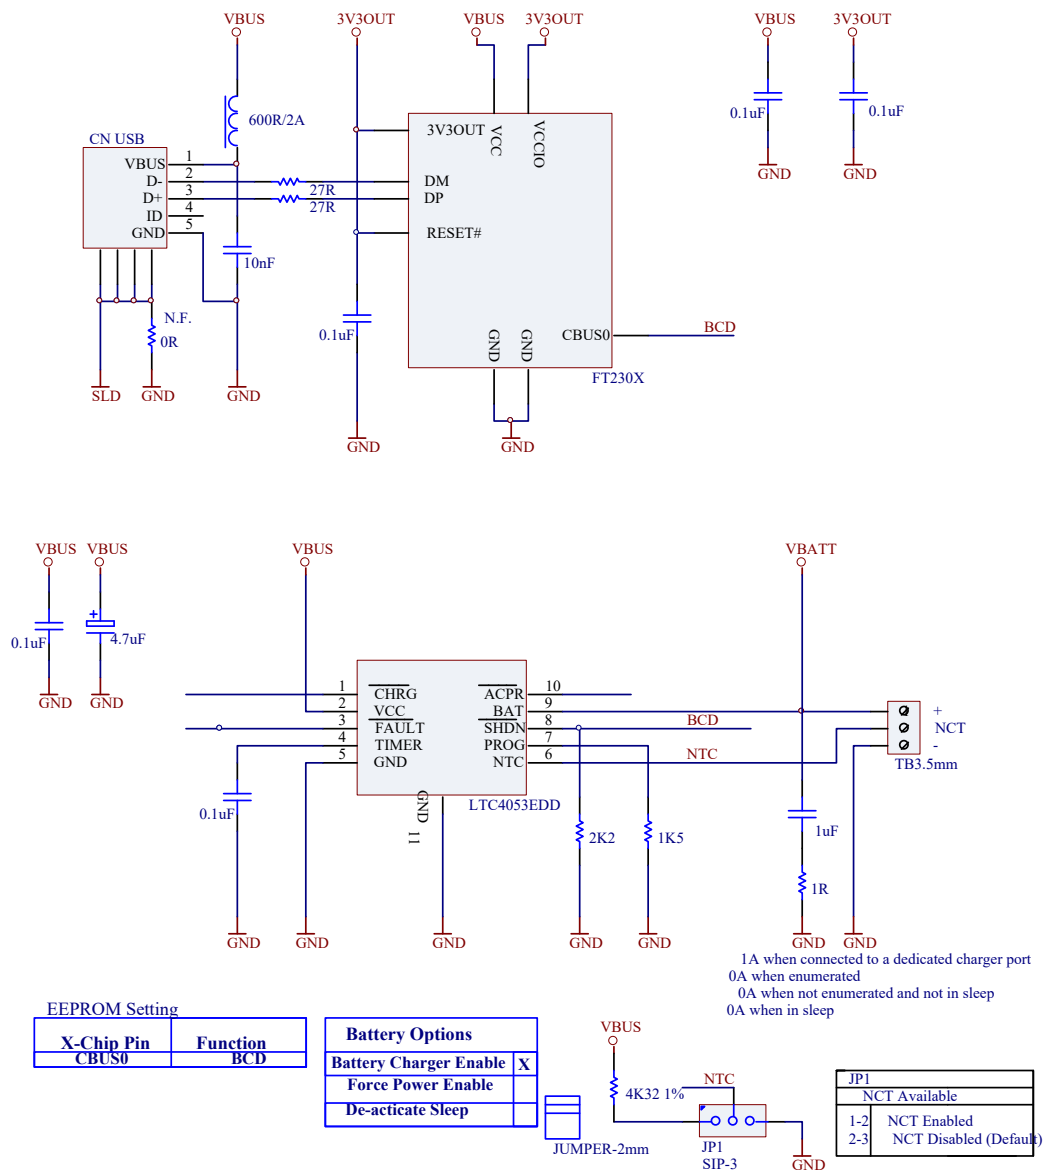 VBUS
3V3OUT
VBUS
3V3OUT
VBUS
3V3OUT
600R/2A
0.1uF
0.1uF
GND
GND
CN USB
VBUS
D-
D+
ID
GND
1
2
3
4
5
27R
27R
10nF
3V3OUT
VCC
VCCIO
DM
DP
RESET#
GND
GND
CBUS0
BCD
FT230X
N.F.
0R
0.1uF
SLD
GND
GND
GND
GND
VBUS
VBUS
VBUS
VBATT
0.1uF
4.7uF
GND
GND
1
2
3
4
5
CHRG
VCC
FAULT
TIMER
GND
ACPR
BAT
SHDN
PROG
NTC
10
9
8
7
6
BCD
NTC
+
NCT
-
TB3.5mm
GND
11
LTC4053EDD
0.1uF
2K2
1K5
1uF
1R
GND
GND
GND
GND
GND
GND
GND
1A when connected to a dedicated charger port
0A when enumerated
0A when not enumerated and not in sleep
0A when in sleep
EEPROM Setting
X-Chip Pin
Function
CBUS0
BCD
Battery Options
Battery Charger Enable
X
Force Power Enable
De-acticate Sleep
JUMPER-2mm
VBUS
4K32 1%
NTC
JP1
SIP-3
GND
JP1
NCT Available
1-2
NCT Enabled
2-3
NCT Disabled (Default)